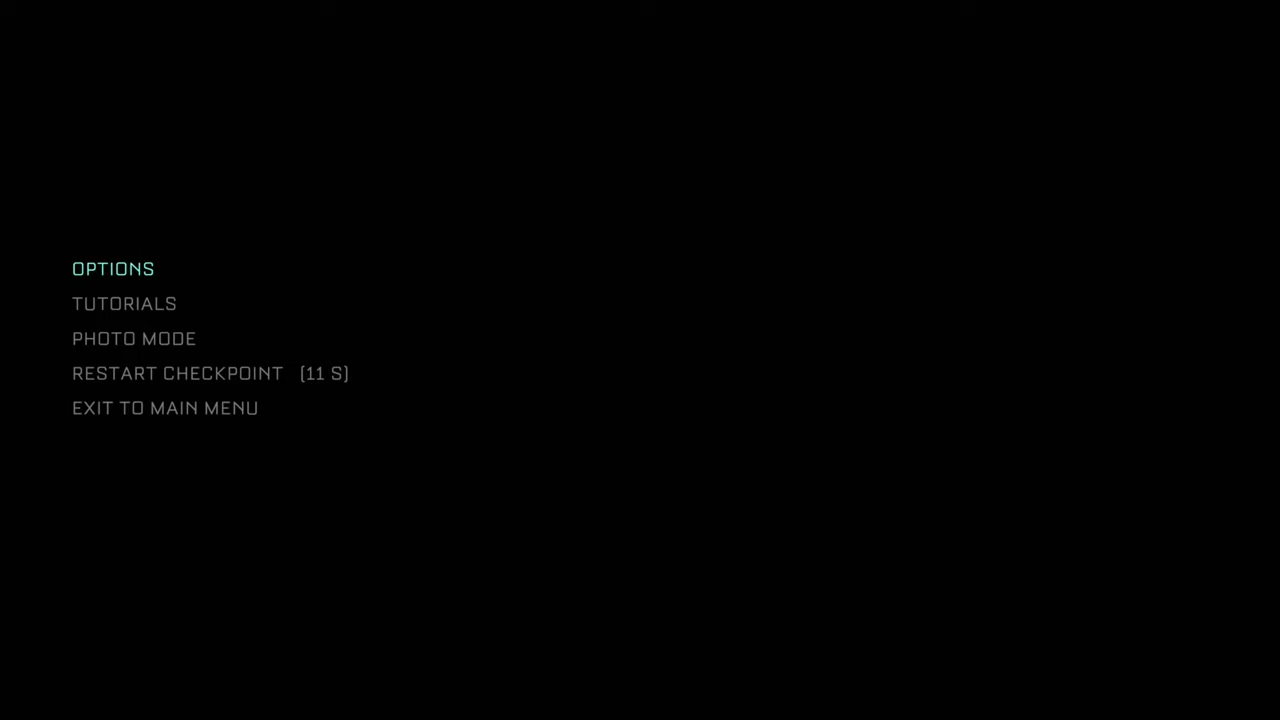 OPTIONS
TUTORIALS
PHOTO MODE
RESTART CHECKPOINT (11 S)
EXIT TO MAIN MENU